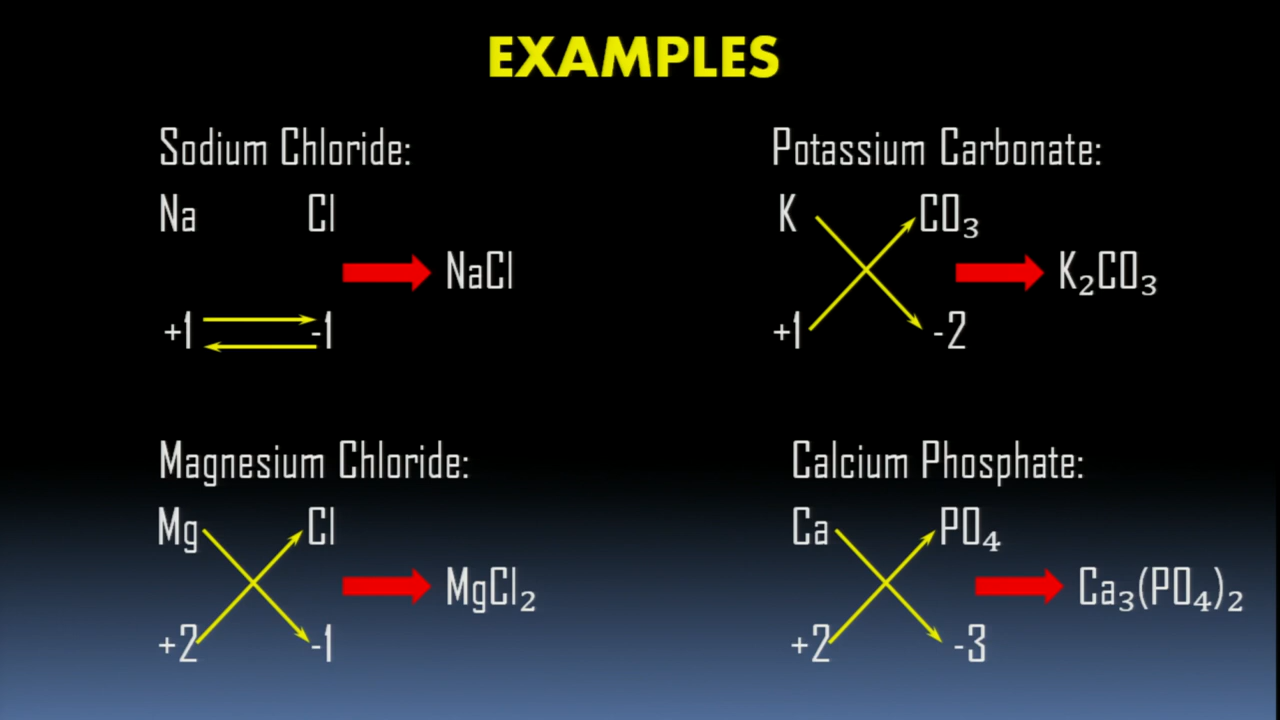 EXAMPLES
Sodium Chloride:
Na Cl
NaCl
+1 -1
Potassium Carbonate:
K CO₃
K₂CO₃
+1 -2
Magnesium Chloride:
Mg Cl
MgCl₂
+2 -1
Calcium Phosphate:
Ca PO₄
Ca₃(PO₄)₂
+2 -3